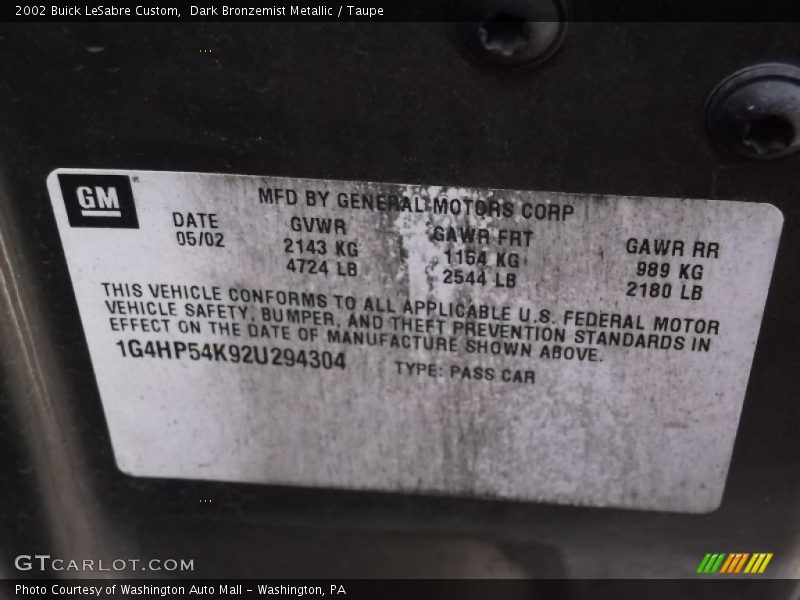 2002 Buick LeSabre Custom,  Dark Bronzemist Metallic / Taupe
GM
MFD BY GENERAL MOTORS CORP
DATE GVWR GAWR FRT GAWR RR
05/02 2143 KG 1154 KG 989 KG
4724 LB 2544 LB 2180 LB
THIS VEHICLE CONFORMS TO ALL APPLICABLE U.S. FEDERAL MOTOR
VEHICLE SAFETY, BUMPER, AND THEFT PREVENTION STANDARDS IN
EFFECT ON THE DATE OF MANUFACTURE SHOWN ABOVE.
1G4HP54K92U294304 TYPE: PASS CAR
GTCARLOT.COM
Photo Courtesy of Washington Auto Mall - Washington, PA